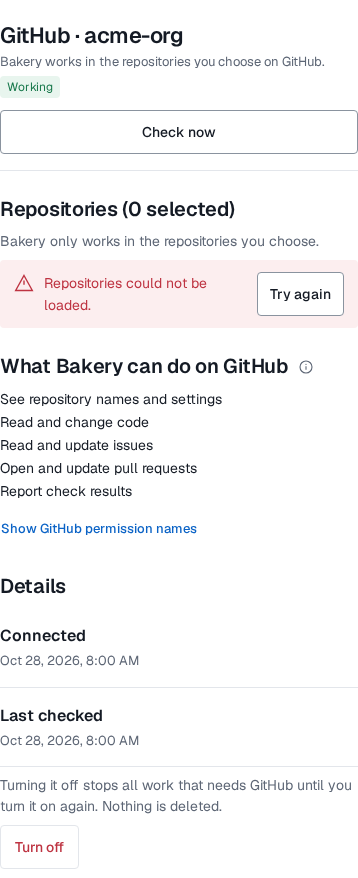 GitHub · acme-org
Bakery works in the repositories you choose on GitHub.
Working
Check now
Repositories (0 selected)
Bakery only works in the repositories you choose.
Repositories could not be
loaded.
Try again
What Bakery can do on GitHub
See repository names and settings
Read and change code
Read and update issues
Open and update pull requests
Report check results
Show GitHub permission names
Details
Connected
Oct 28, 2026, 8:00 AM
Last checked
Oct 28, 2026, 8:00 AM
Turning it off stops all work that needs GitHub until you
turn it on again. Nothing is deleted.
Turn off